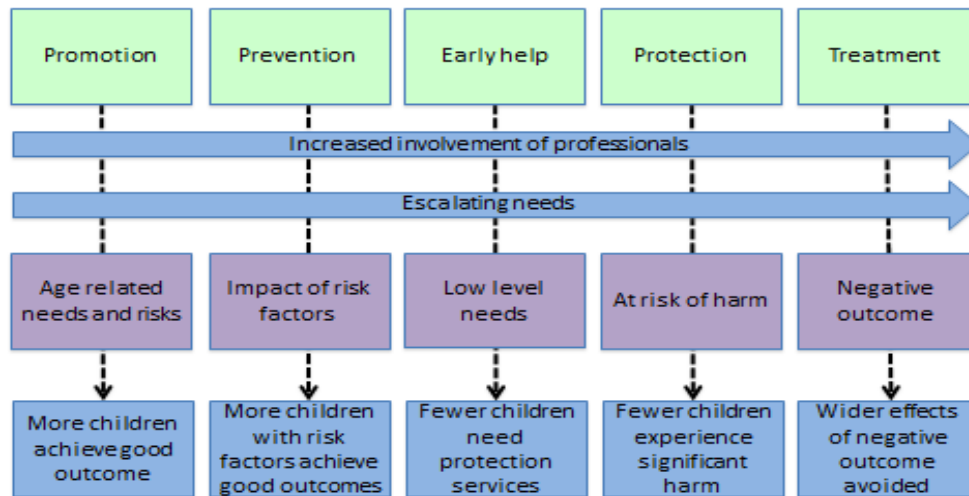 Promotion
Prevention
Early help
Protection
Treatment
Increased involvement of professionals
Escalating needs
Age related
needs and risks
Impact of risk
factors
Low level
needs
At risk of harm
Negative
outcome
More children
achieve good
outcome
More children
with risk
factors achieve
good outcomes
Fewer children
need
protection
services
Fewer children
experience
significant
harm
Wider effects
of negative
outcome
avoided